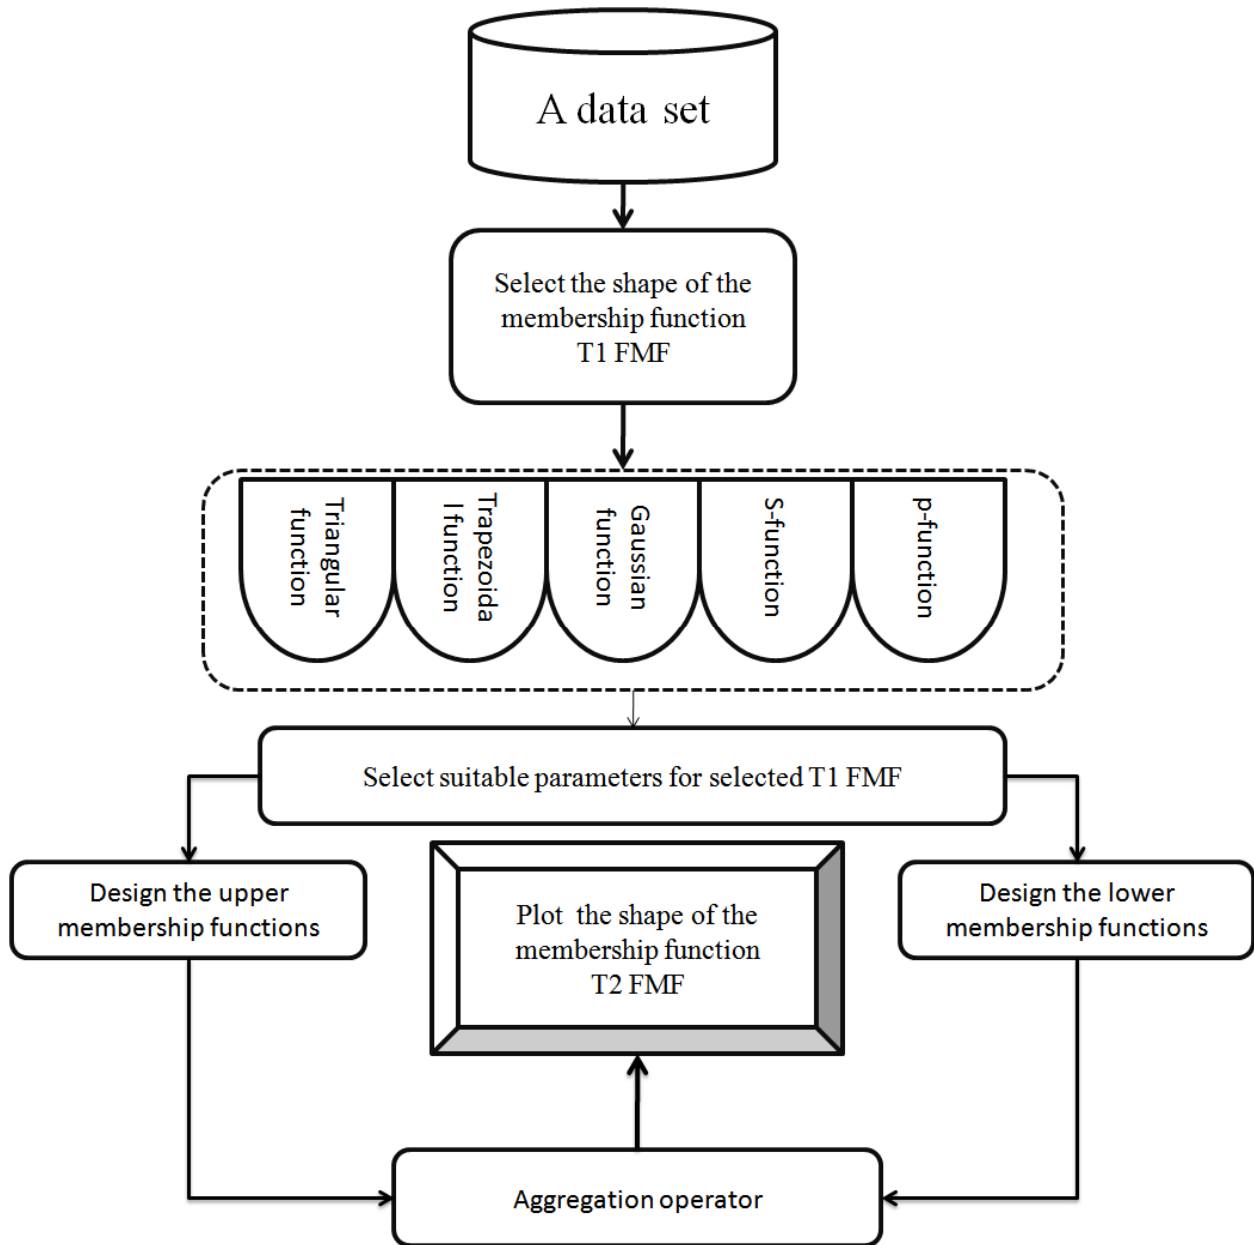 A data set
Select the shape of the
membership function
T1 FMF
Triangular
function
Trapezoida
l function
Gaussian
function
S-function
p-function
Select suitable parameters for selected T1 FMF
Design the upper
membership functions
Plot the shape of the
membership function
T2 FMF
Design the lower
membership functions
Aggregation operator